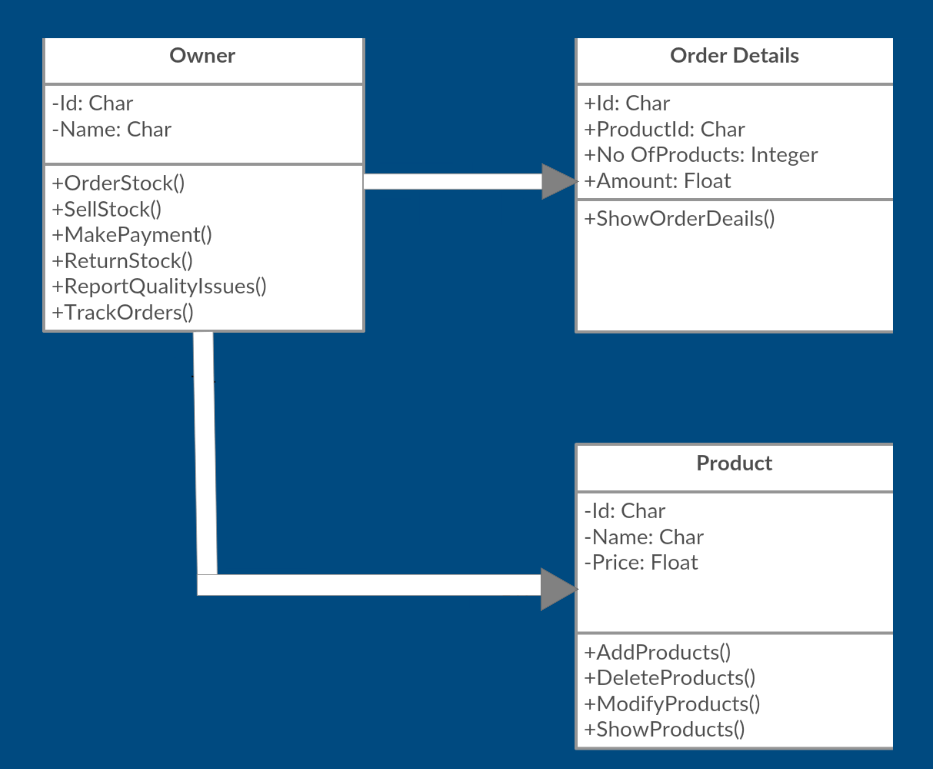 Owner
-Id: Char
-Name: Char
+OrderStock()
+SellStock()
+MakePayment()
+ReturnStock()
+ReportQualityIssues()
+TrackOrders()
Order Details
+Id: Char
+ProductId: Char
+No OfProducts: Integer
+Amount: Float
+ShowOrderDeails()
Product
-Id: Char
-Name: Char
-Price: Float
+AddProducts()
+DeleteProducts()
+ModifyProducts()
+ShowProducts()